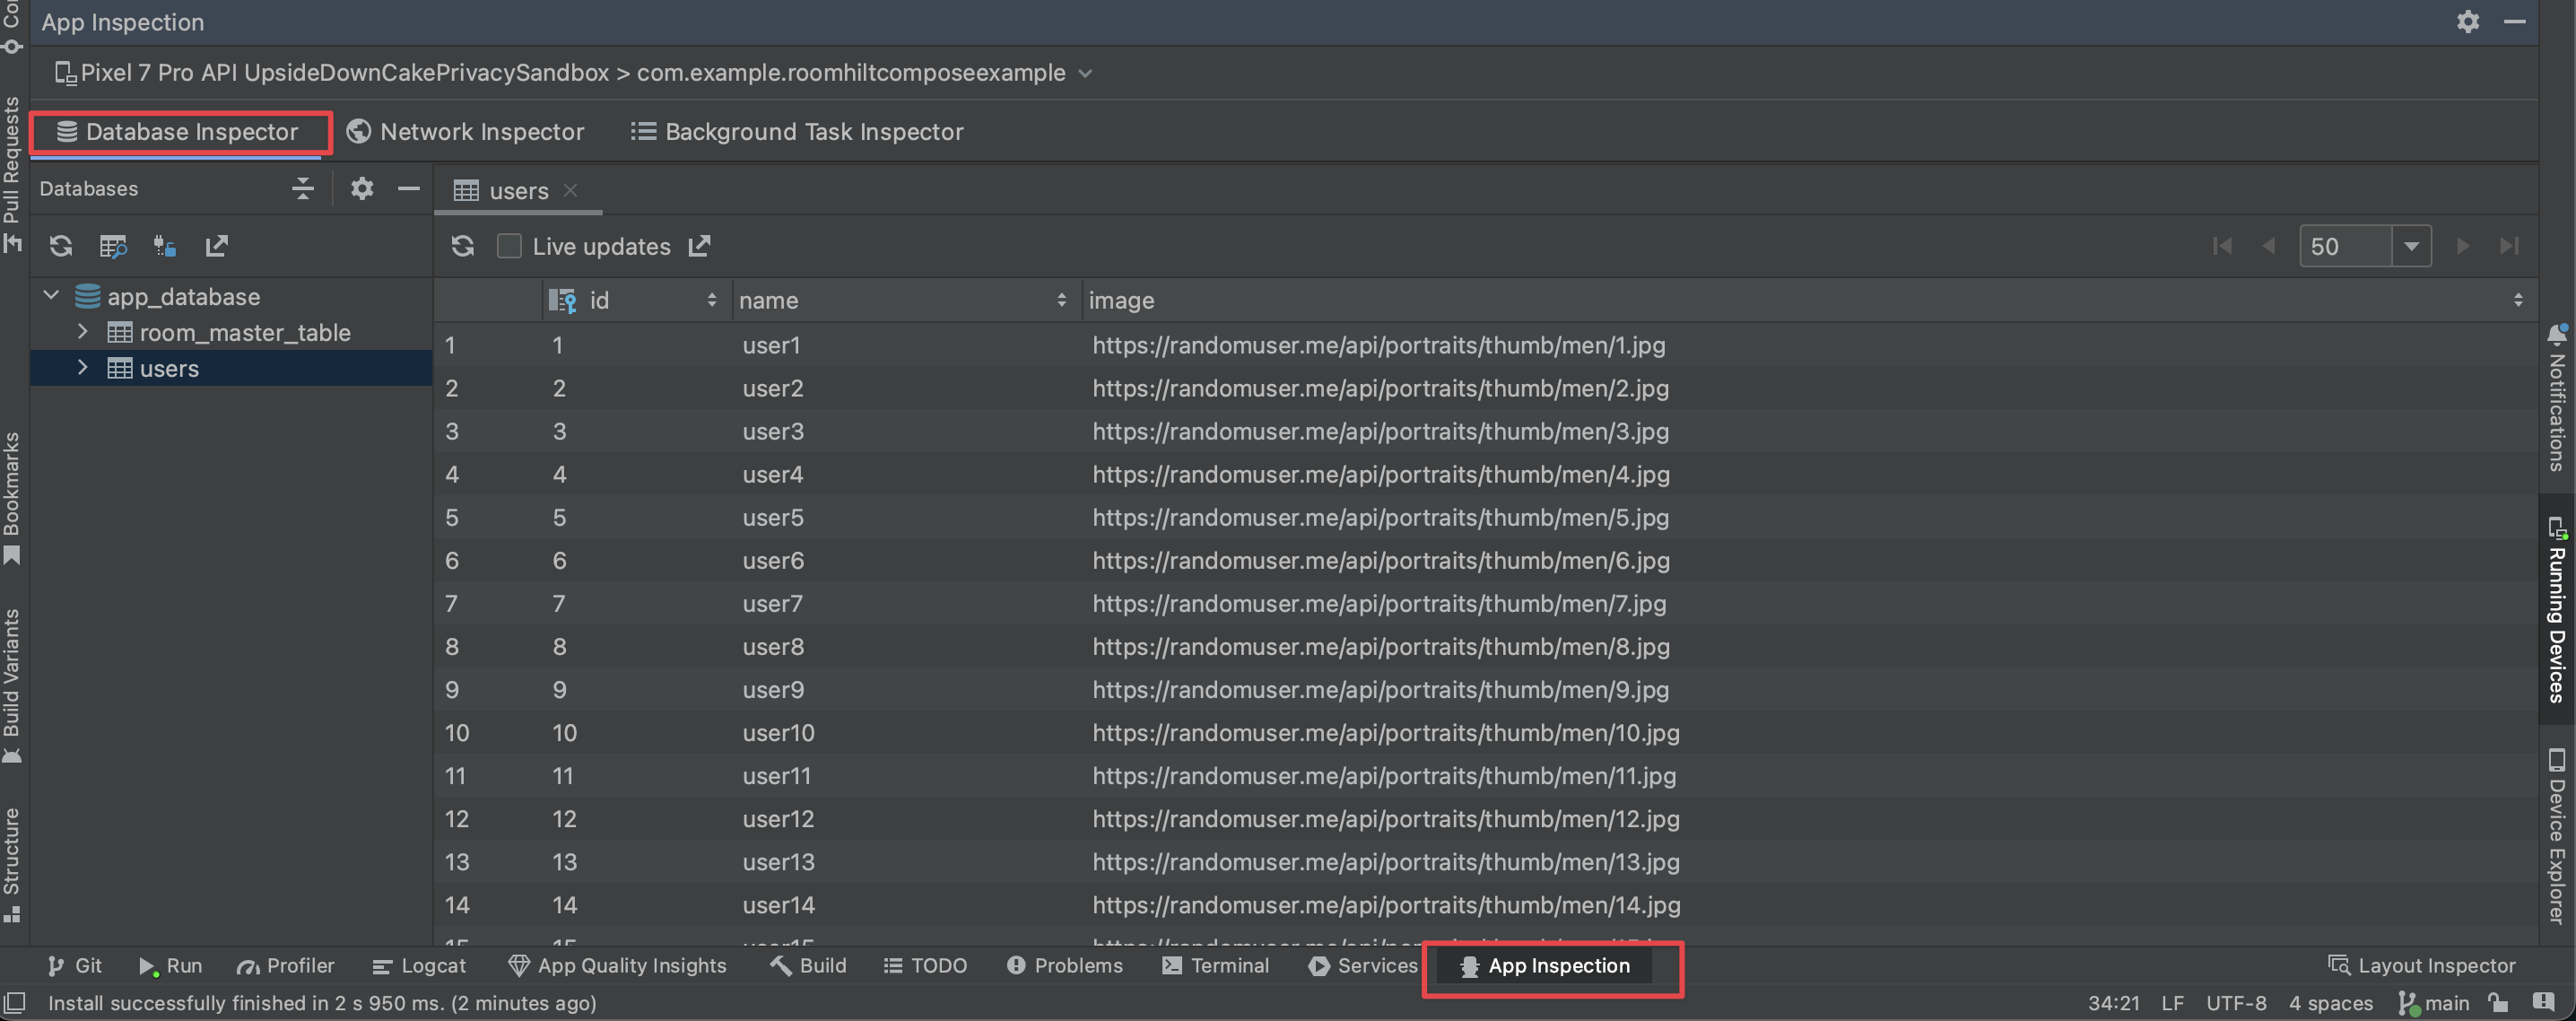 App Inspection
Pixel 7 Pro API UpsideDownCakePrivacySandbox > com.example.roomhiltcomposeexample
Database Inspector
Network Inspector
Background Task Inspector
Databases
users
Live updates
50
app_database
room_master_table
users
id name image
1 1 user1 https://randomuser.me/api/portraits/thumb/men/1.jpg
2 2 user2 https://randomuser.me/api/portraits/thumb/men/2.jpg
3 3 user3 https://randomuser.me/api/portraits/thumb/men/3.jpg
4 4 user4 https://randomuser.me/api/portraits/thumb/men/4.jpg
5 5 user5 https://randomuser.me/api/portraits/thumb/men/5.jpg
6 6 user6 https://randomuser.me/api/portraits/thumb/men/6.jpg
7 7 user7 https://randomuser.me/api/portraits/thumb/men/7.jpg
8 8 user8 https://randomuser.me/api/portraits/thumb/men/8.jpg
9 9 user9 https://randomuser.me/api/portraits/thumb/men/9.jpg
10 10 user10 https://randomuser.me/api/portraits/thumb/men/10.jpg
11 11 user11 https://randomuser.me/api/portraits/thumb/men/11.jpg
12 12 user12 https://randomuser.me/api/portraits/thumb/men/12.jpg
13 13 user13 https://randomuser.me/api/portraits/thumb/men/13.jpg
14 14 user14 https://randomuser.me/api/portraits/thumb/men/14.jpg
Pull Requests
Bookmarks
Build Variants
Structure
Notifications
Running Devices
Device Explorer
Git
Run
Profiler
Logcat
App Quality Insights
Build
TODO
Problems
Terminal
Services
App Inspection
Layout Inspector
Install successfully finished in 2 s 950 ms. (2 minutes ago)
34:21 LF UTF-8 4 spaces main